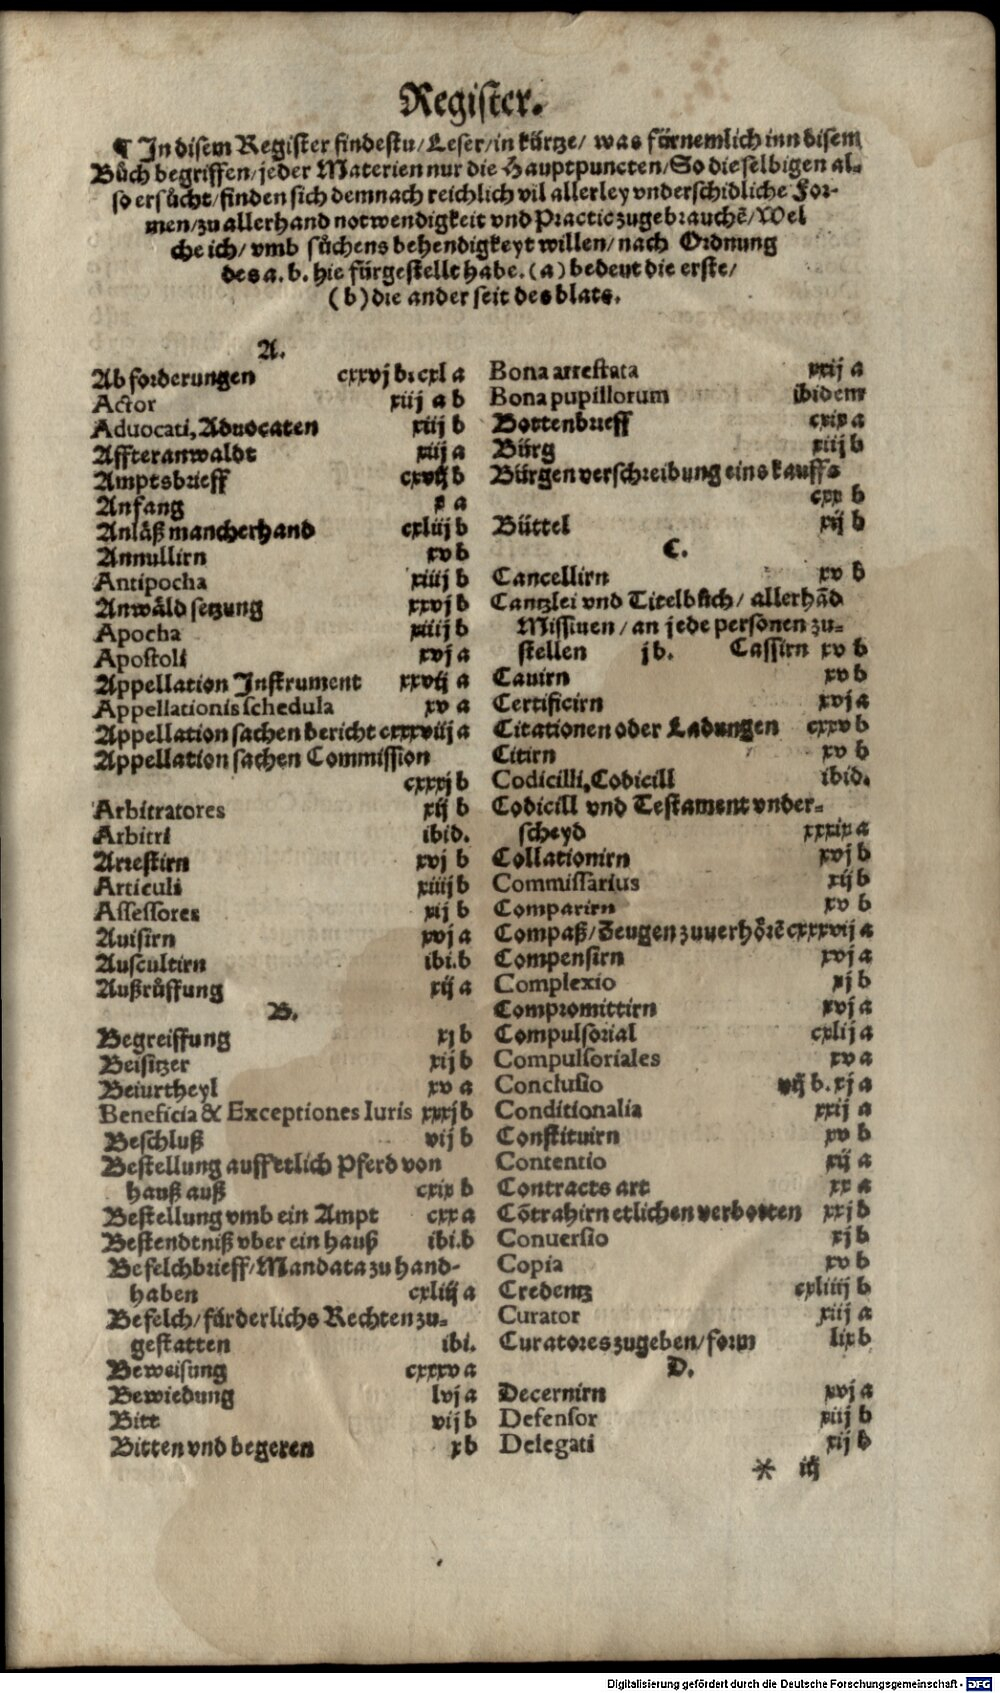 Register.
¶ In disem Register findestu/ Leser/ in kürtze/ was fürnemlich inn disem
Bůch begriffen/ jeder Materien nur die Hauptpuncten/ So dieselbigen al-
so ersůcht/ finden sich demnach reichlich vil allerley vnderschidliche For-
men/ zu allerhand notwendigkeit vnd Practic zugebrauchẽ/ Wel
che ich/ vmb sůchens behendigkeyt willen/ nach Ordnung
des a. b. hie fürgestellt habe. (a) bedeut die erste/
(b) die ander seit des blats.
A.
Abforderungen cxxvj b. cxl a
Actor xiij a b
Aduocati, Aduocaten xiij b
Affteranwaldt xiij a
Amptsbrieff cxvij b
Anfang x a
Anläß mancherhand cxliij b
Annullirn xv b
Antipocha xiiij b
Anwäld setzung xxvj b
Apocha xiiij b
Apostoli xvj a
Appellation Instrument xxvij a
Appellationis schedula xv a
Appellation sachen bericht cxxxviij a
Appellation sachen Commission
cxxxj b
Arbitratores xij b
Arbitri ibid.
Arrestirn xvj b
Articuli xiiij b
Assessores xij b
Auisirn xvj a
Auscultirn ibi.b
Außrůffung xij a
B.
Begreiffung xj b
Beisitzer xij b
Beiurtheyl xv a
Beneficia & Exceptiones Iuris xxxj b
Beschluß vij b
Bestellung auff etlich Pferd von
hauß auß cxix b
Bestellung vmb ein Ampt cxx a
Bestendtniß vber ein hauß ibi.b
Befelchbrieff/ Mandata zu hand-
haben cxliij a
Befelch/ fürderlichs Rechten zu-
gestatten ibi.
Beweisung cxxxv a
Bewiedung lvj a
Bitt vij b
Bitten vnd begeren x b
Bona arrestata xxij a
Bona pupillorum ibidem
Bottenbrieff cxix a
Bürg xiij b
Bürgen verschreibung eins kauffs
cxx b
Büttel xij b
C.
Cancellirn xv b
Cantzlei vnd Titelbůch/ allerhãd
Missiuen/ an jede personen zu-
stellen j b. Cassirn xv b
Cauirn xv b
Certificirn xvj a
Citationen oder Ladungen cxxv b
Citirn xv b
Codicilli, Codicill ibid.
Codicill vnd Testament vnder-
scheyd xxxix a
Collationirn xvj b
Commissarius xij b
Comparirn xv b
Compaß/ Zeugen zuuerhörẽ cxxxvij a
Compensirn xvj a
Complexio xj b
Compromittirn xvj a
Compulsorial cxlij a
Compulsoriales xv a
Conclusio vij b. xj a
Conditionalia xxij a
Constituirn xv b
Contentio xij a
Contracts art xx a
Cõtrahirn etlichen verbotten xxj b
Conuersio xj b
Copia xv b
Credentz cxliiij b
Curator xiij a
Curatores zugeben/ form lix b
D.
Decernirn xvj a
Defensor xiij b
Delegati xij b
* iij
Digitalisierung gefördert durch die Deutsche Forschungsgemeinschaft - DFG